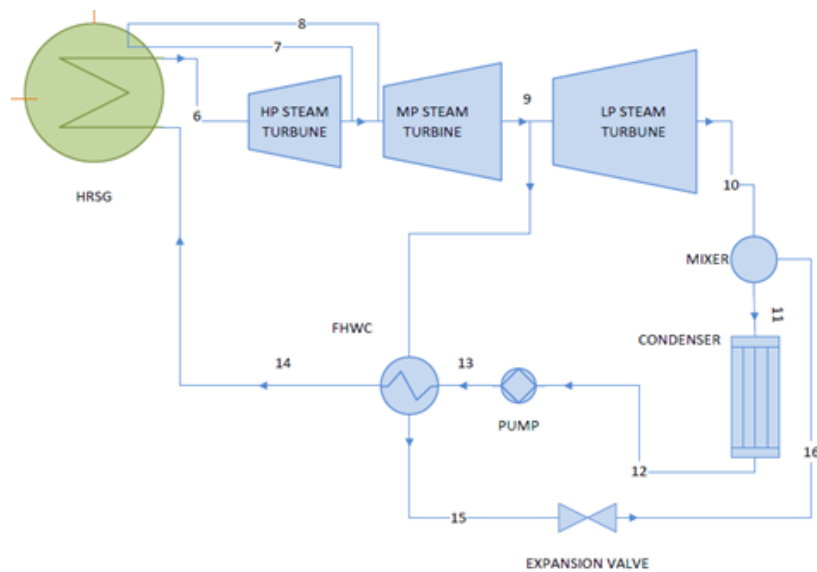 8
7
6
HP STEAM
TURBUNE
MP STEAM
TURBINE
9
LP STEAM
TURBUNE
HRSG
10
MIXER
11
FHWC
CONDENSER
14
13
PUMP
12
16
15
EXPANSION VALVE